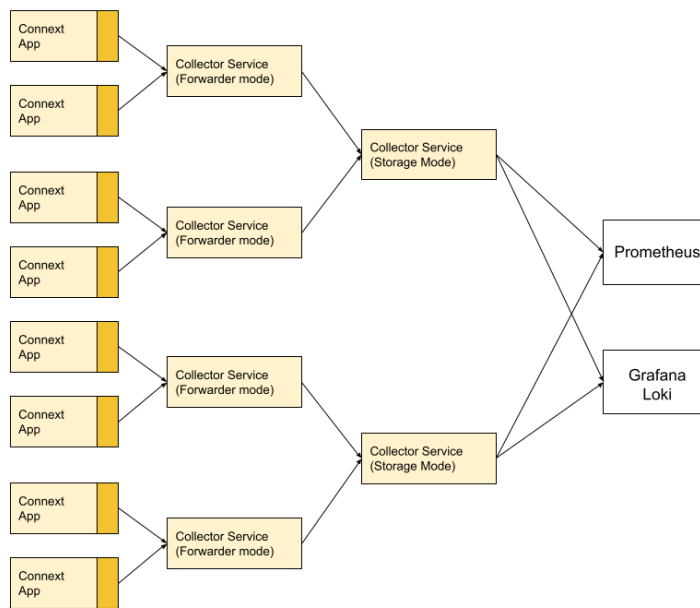 Connext
App
Connext
App
Connext
App
Connext
App
Connext
App
Connext
App
Connext
App
Connext
App
Collector Service
(Forwarder mode)
Collector Service
(Forwarder mode)
Collector Service
(Forwarder mode)
Collector Service
(Forwarder mode)
Collector Service
(Storage Mode)
Collector Service
(Storage Mode)
Prometheus
Grafana
Loki